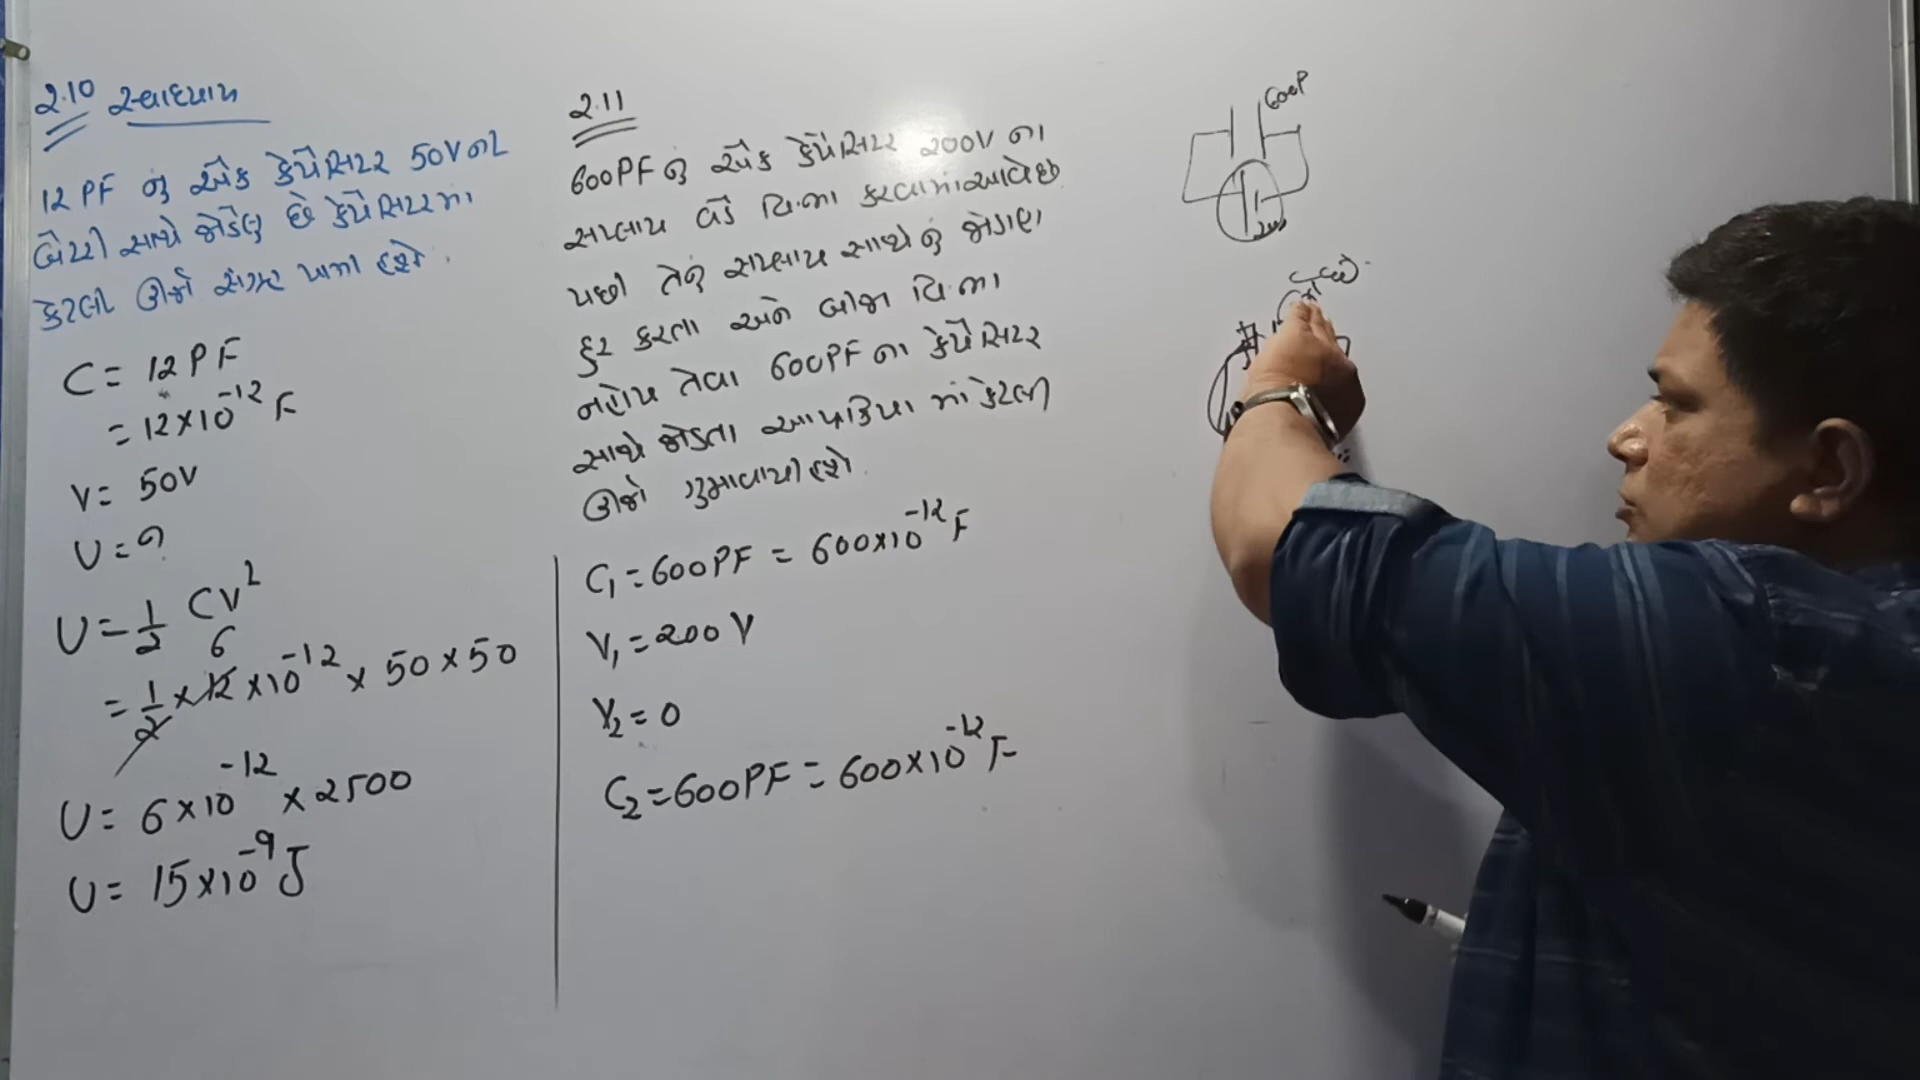 2.10 સ્વાધ્યાય
12 PF નું એક કેપેસિટર 50V ની
બેટરી સાથે જોડેલું છે કેપેસિટરમાં
કેટલી ઊર્જા સંગ્રહ પામી હશે.
C = 12 PF
= 12×10⁻¹² F
V = 50V
U = ?
U = 1/2 CV²
6
= 1/2 × 12 × 10⁻¹² × 50 × 50
U = 6×10⁻¹² × 2500
U = 15×10⁻⁹ J
2.11
600PF નું એક કેપેસિટર 200V ના
સપ્લાય વડે વિ.ભા કરવામાં આવે છે
પછી તેનું સપ્લાય સાથેનું જોડાણ
દુર કરતા અને બીજા વિ.ભા
નહોય તેવા 600PF ના કેપેસિટર
સાથે જોડતા આ પ્રક્રિયા માં કેટલી
ઊર્જા ગુમાવાયી હશે.
C₁ = 600PF = 600×10⁻¹² F
V₁ = 200 V
V₂ = 0
C₂ = 600PF = 600×10⁻¹² F
600P
200